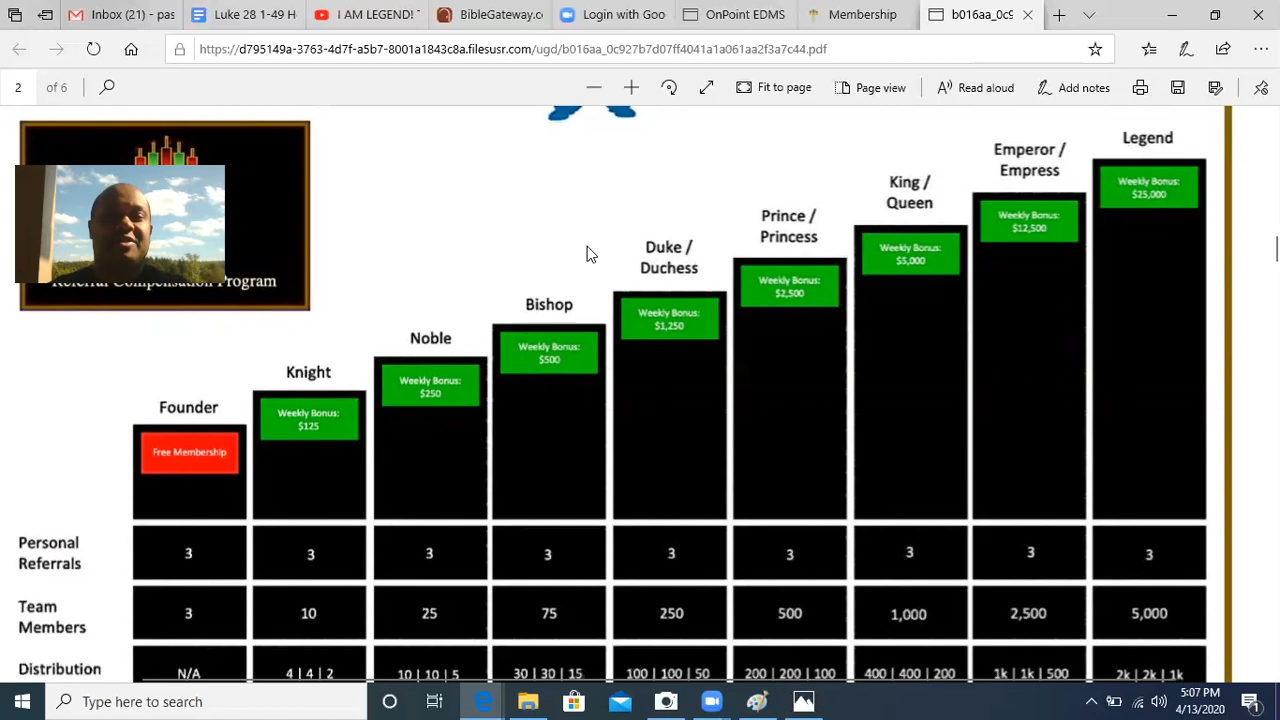 Inbox (21) - pas
Luke 28 1-49 H
I AM LEGEND! T
BibleGateway.co
Login with Goo
OnPoint EDMS
Membership
b016aa_0c9
https://d795149a-3763-4d7f-a5b7-8001a1843c8a.filesusr.com/ugd/b016aa_0c927b7d07ff4041a1a061aa2f3a7c44.pdf
2 of 6
Fit to page
Page view
Read aloud
Add notes
Referral Compensation Program
Founder
Free Membership
Knight
Weekly Bonus:
$125
Noble
Weekly Bonus:
$250
Bishop
Weekly Bonus:
$500
Duke /
Duchess
Weekly Bonus:
$1,250
Prince /
Princess
Weekly Bonus:
$2,500
King /
Queen
Weekly Bonus:
$5,000
Emperor /
Empress
Weekly Bonus:
$12,500
Legend
Weekly Bonus:
$25,000
Personal
Referrals
3 3 3 3 3 3 3 3 3
Team
Members
3 10 25 75 250 500 1,000 2,500 5,000
Distribution
N/A 4 | 4 | 2 10 | 10 | 5 30 | 30 | 15 100 | 100 | 50 200 | 200 | 100 400 | 400 | 200 1k | 1k | 500 2k | 2k | 1k
Type here to search
5:07 PM
4/13/2020
1